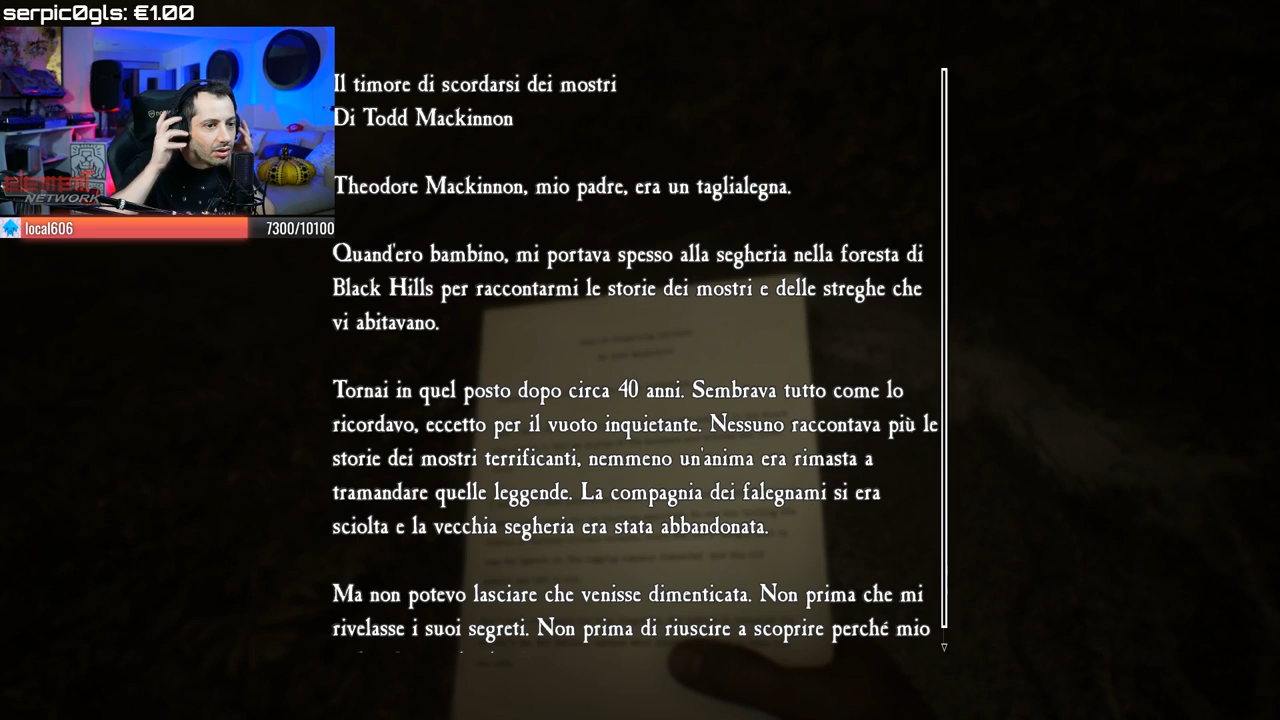 serpic0gls: €1.00
ELEMENT
NETWORK
local606
7300/10100
Il timore di scordarsi dei mostri
Di Todd Mackinnon
Theodore Mackinnon, mio padre, era un taglialegna.
Quand'ero bambino, mi portava spesso alla segheria nella foresta di
Black Hills per raccontarmi le storie dei mostri e delle streghe che
vi abitavano.
Tornai in quel posto dopo circa 40 anni. Sembrava tutto come lo
ricordavo, eccetto per il vuoto inquietante. Nessuno raccontava più le
storie dei mostri terrificanti, nemmeno un'anima era rimasta a
tramandare quelle leggende. La compagnia dei falegnami si era
sciolta e la vecchia segheria era stata abbandonata.
Ma non potevo lasciare che venisse dimenticata. Non prima che mi
rivelasse i suoi segreti. Non prima di riuscire a scoprire perché mio